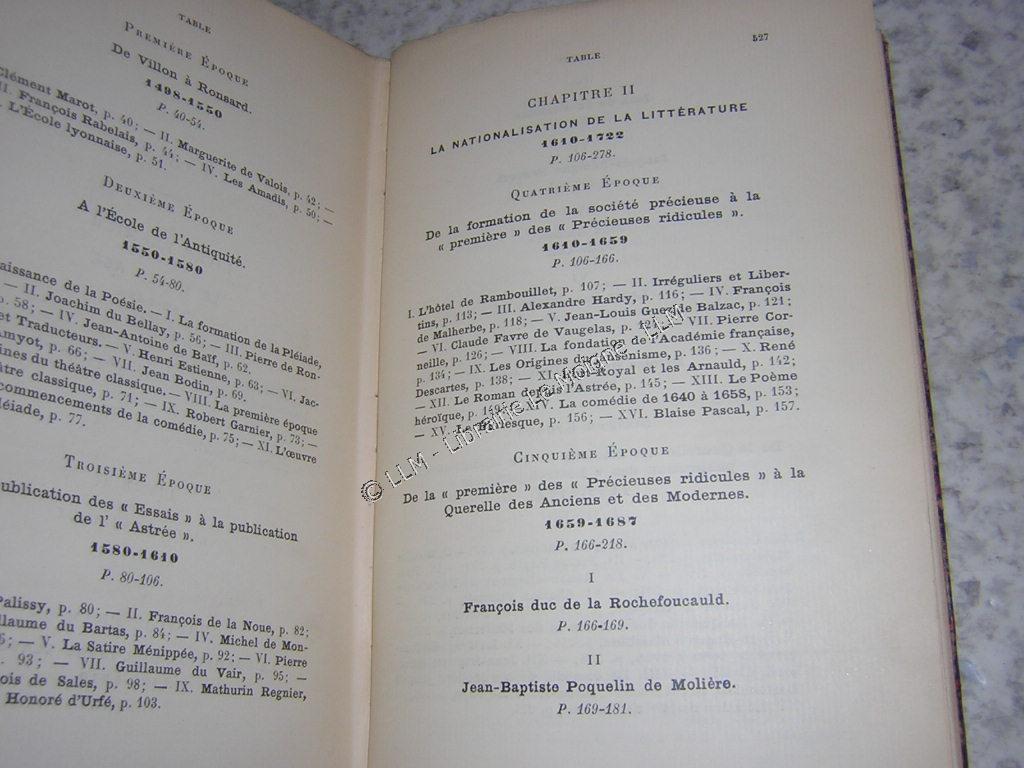 TABLE
PREMIÈRE ÉPOQUE
De Villon à Ronsard.
1498-1550
P. 40-54.
Clément Marot, p. 40; — II. Marguerite de Valois, p. 42; —
II. François Rabelais, p. 44; — IV. Les Amadis, p. 50; —
L'École lyonnaise, p. 51.
DEUXIÈME ÉPOQUE
A l'École de l'Antiquité.
1550-1580
P. 54-80.
aissance de la Poésie. — I. La formation de la Pléiade,
— II. Joachim du Bellay, p. 56; — III. Pierre de Ron-
p. 58; — IV. Jean-Antoine de Baïf, p. 62.
et Traducteurs. — V. Henri Estienne, p. 63; — VI. Jac-
Amyot, p. 66; — VII. Jean Bodin, p. 69.
ines du théâtre classique. — VIII. La première époque
âtre classique, p. 71; — IX. Robert Garnier, p. 73; —
commencements de la comédie, p. 75; — XI. L'œuvre
léiade, p. 77.
TROISIÈME ÉPOQUE
ublication des « Essais » à la publication
de l' « Astrée ».
1580-1610
P. 80-106.
Palissy, p. 80; — II. François de la Noue, p. 82;
llaume du Bartas, p. 84; — IV. Michel de Mon-
— V. La Satire Ménippée, p. 92; — VI. Pierre
p. 93; — VII. Guillaume du Vair, p. 95; —
ois de Sales, p. 98; — IX. Mathurin Regnier,
Honoré d'Urfé, p. 103.
TABLE 527
CHAPITRE II
LA NATIONALISATION DE LA LITTÉRATURE
1610-1722
P. 106-278.
QUATRIÈME ÉPOQUE
De la formation de la société précieuse à la
« première » des « Précieuses ridicules ».
1610-1659
P. 106-166.
I. L'hôtel de Rambouillet, p. 107; — II. Irréguliers et Liber-
tins, p. 113; — III. Alexandre Hardy, p. 116; — IV. François
de Malherbe, p. 118; — V. Jean-Louis Guez de Balzac, p. 121;
— VI. Claude Favre de Vaugelas, p. ; — VII. Pierre Cor-
neille, p. 126; — VIII. La fondation de l'Académie française,
p. 134; — IX. Les Origines du Jansénisme, p. 136; — X. René
Descartes, p. 138; — XI. Port-Royal et les Arnauld, p. 142;
— XII. Le Roman depuis l'Astrée, p. 145; — XIII. Le Poème
héroïque, p. ; — XIV. La comédie de 1640 à 1658, p. 153;
— XV. Le Burlesque, p. 156; — XVI. Blaise Pascal, p. 157.
CINQUIÈME ÉPOQUE
De la « première » des « Précieuses ridicules » à la
Querelle des Anciens et des Modernes.
1659-1687
P. 166-218.
I
François duc de la Rochefoucauld.
P. 166-169.
II
Jean-Baptiste Poquelin de Molière.
P. 169-181.
© LLM - Librairie Le Moyne - LLM